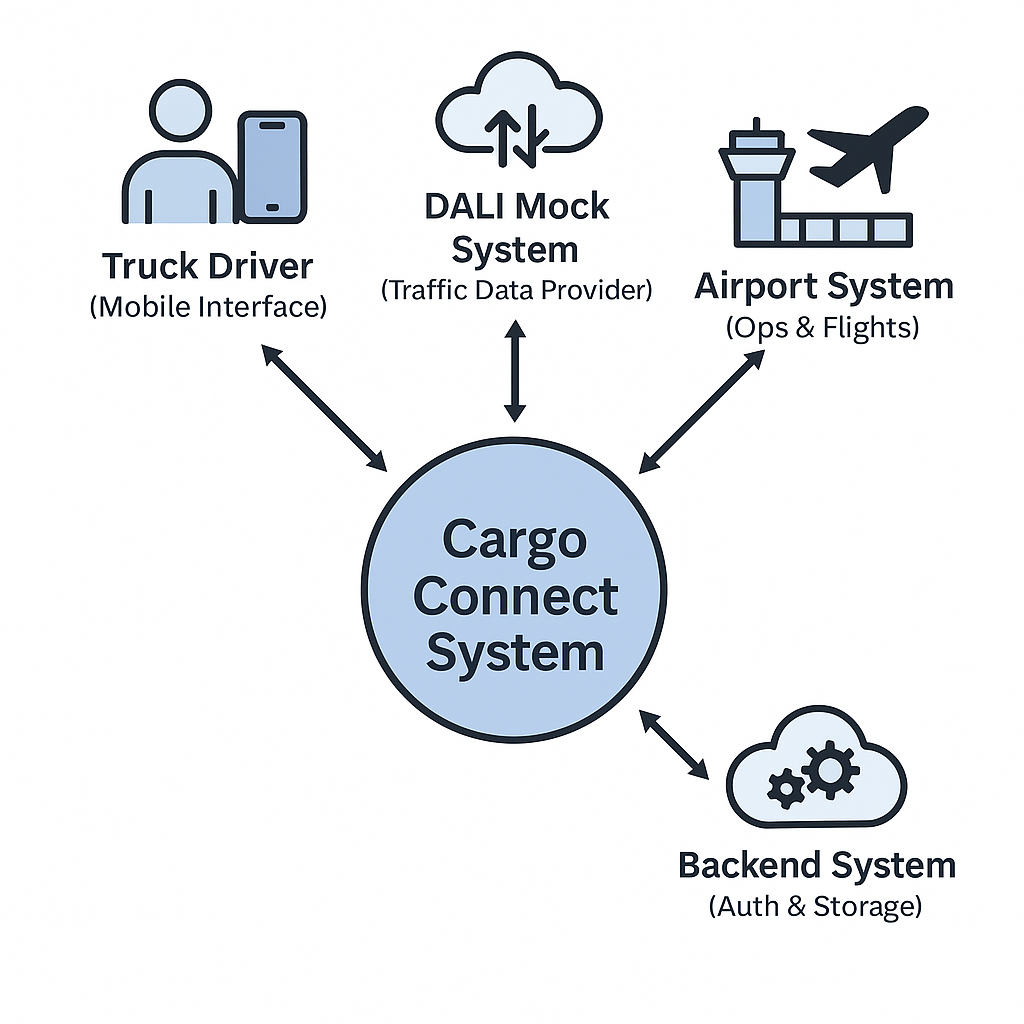 Truck Driver
(Mobile Interface)
DALI Mock
System
(Traffic Data Provider)
Airport System
(Ops & Flights)
Cargo
Connect
System
Backend System
(Auth & Storage)